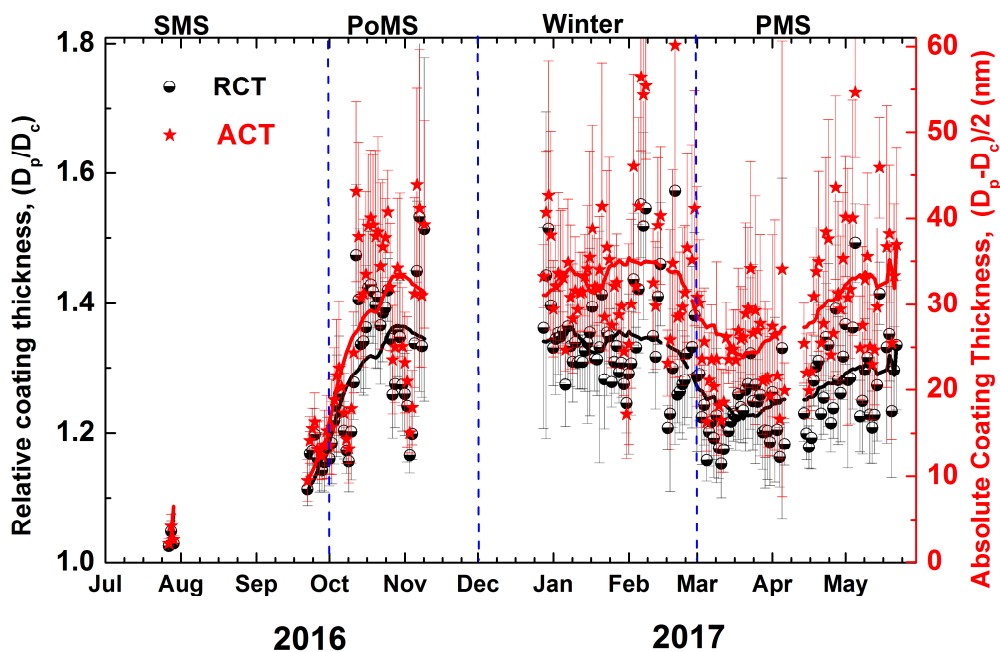 SMS PoMS Winter PMS
Relative coating thickness, (Dp/Dc)
1.8
1.6
1.4
1.2
1.0
RCT
ACT
60
50
40
30
20
10
0
Absolute Coating Thickness, (Dp-Dc)/2 (nm)
Jul Aug Sep Oct Nov Dec Jan Feb Mar Apr May
2016 2017